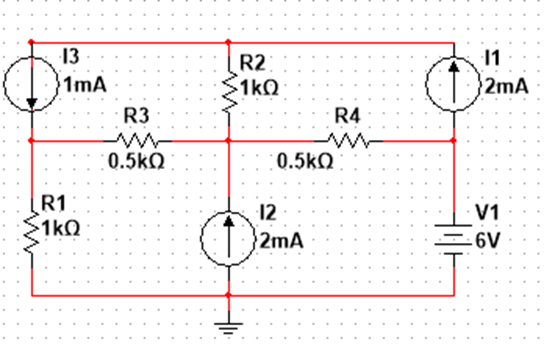 I3
1mA
R2
1kΩ
I1
2mA
R3
0.5kΩ
R4
0.5kΩ
R1
1kΩ
I2
2mA
V1
6V